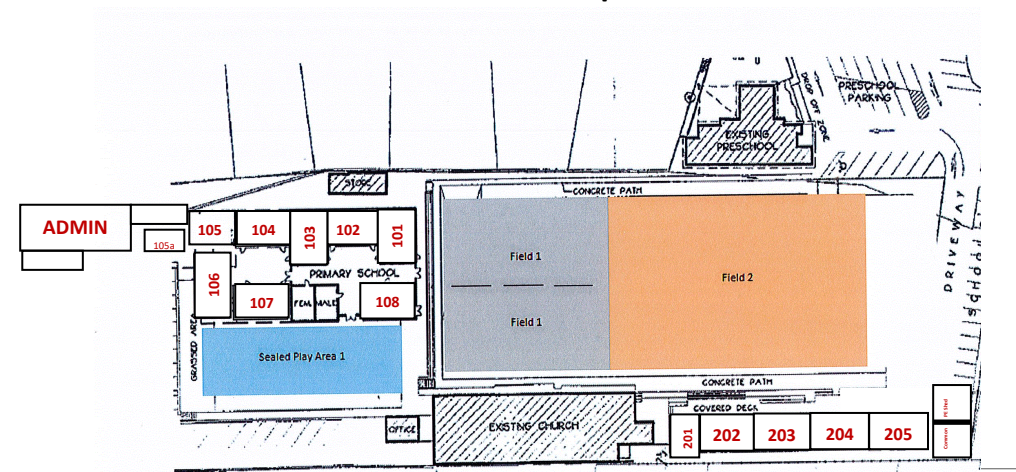 PRESCHOOL
PARKING
DROP OFF ZONE
EXISTING
PRESCHOOL
STORE
CONCRETE PATH
ADMIN
105a
105
104
103
102
101
106
PRIMARY SCHOOL
107
FEM.
MALE
108
Field 1
Field 1
Field 2
DRIVEWAY
SCHOOL
GRASSED AREA
Sealed Play Area 1
CONCRETE PATH
COVERED DECK
OFFICE
EXISTING CHURCH
201
202
203
204
205
PE Shed
Common